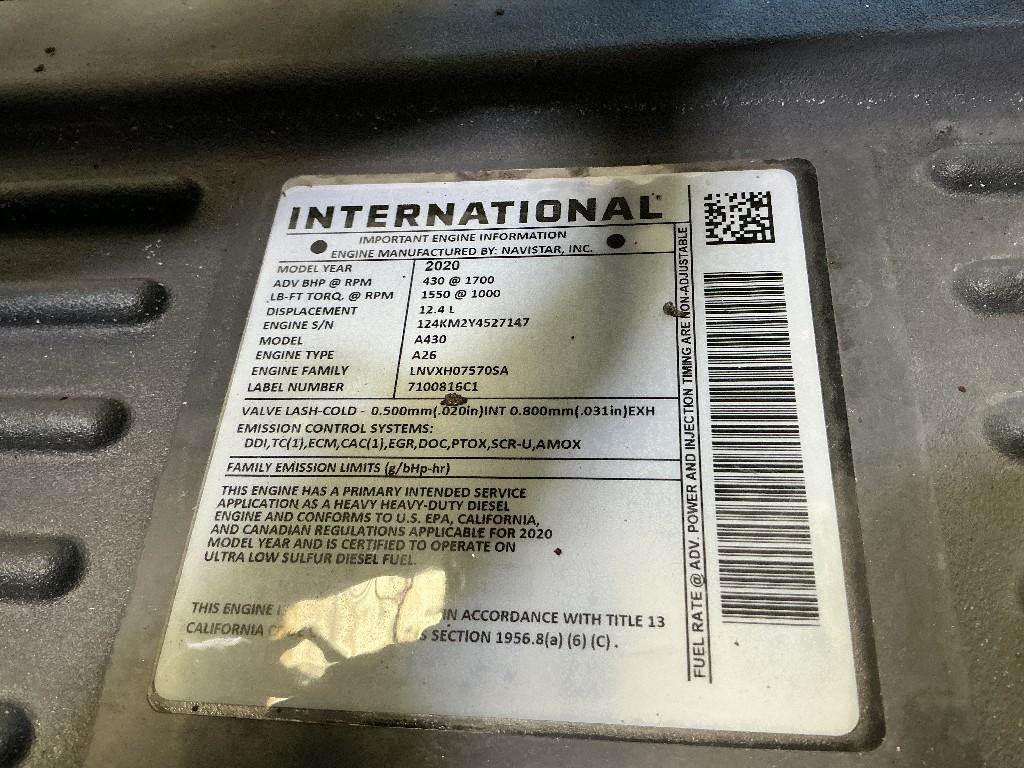 INTERNATIONAL
IMPORTANT ENGINE INFORMATION
ENGINE MANUFACTURED BY: NAVISTAR, INC.
MODEL YEAR 2020
ADV BHP @ RPM 430 @ 1700
LB-FT TORQ. @ RPM 1550 @ 1000
DISPLACEMENT 12.4 L
ENGINE S/N 124KM2Y4527147
MODEL A430
ENGINE TYPE A26
ENGINE FAMILY LNVXH07570SA
LABEL NUMBER 7100816C1
VALVE LASH-COLD - 0.500mm(.020in)INT 0.800mm(.031in)EXH
EMISSION CONTROL SYSTEMS:
DDI,TC(1),ECM,CAC(1),EGR,DOC,PTOX,SCR-U,AMOX
FAMILY EMISSION LIMITS (g/bHp-hr)
THIS ENGINE HAS A PRIMARY INTENDED SERVICE
APPLICATION AS A HEAVY HEAVY-DUTY DIESEL
ENGINE AND CONFORMS TO U.S. EPA, CALIFORNIA,
AND CANADIAN REGULATIONS APPLICABLE FOR 2020
MODEL YEAR AND IS CERTIFIED TO OPERATE ON
ULTRA LOW SULFUR DIESEL FUEL.
THIS ENGINE IN ACCORDANCE WITH TITLE 13
CALIFORNIA SECTION 1956.8(a) (6) (C) .
FUEL RATE @ ADV. POWER AND INJECTION TIMING ARE NON-ADJUSTABLE